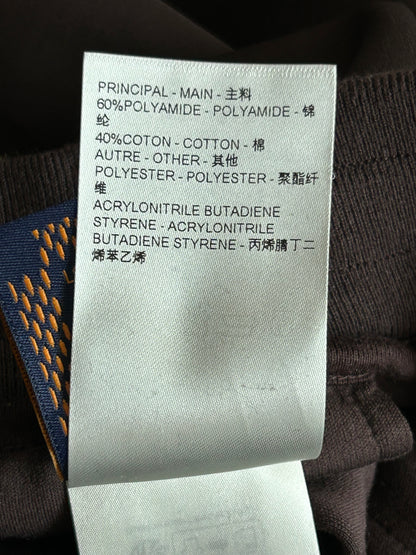 PRINCIPAL - MAIN - 主料
60%POLYAMIDE - POLYAMIDE - 锦
纶
40%COTON - COTTON - 棉
AUTRE - OTHER - 其他
POLYESTER - POLYESTER - 聚酯纤
维
ACRYLONITRILE BUTADIENE
STYRENE - ACRYLONITRILE
BUTADIENE STYRENE - 丙烯腈丁二
烯苯乙烯